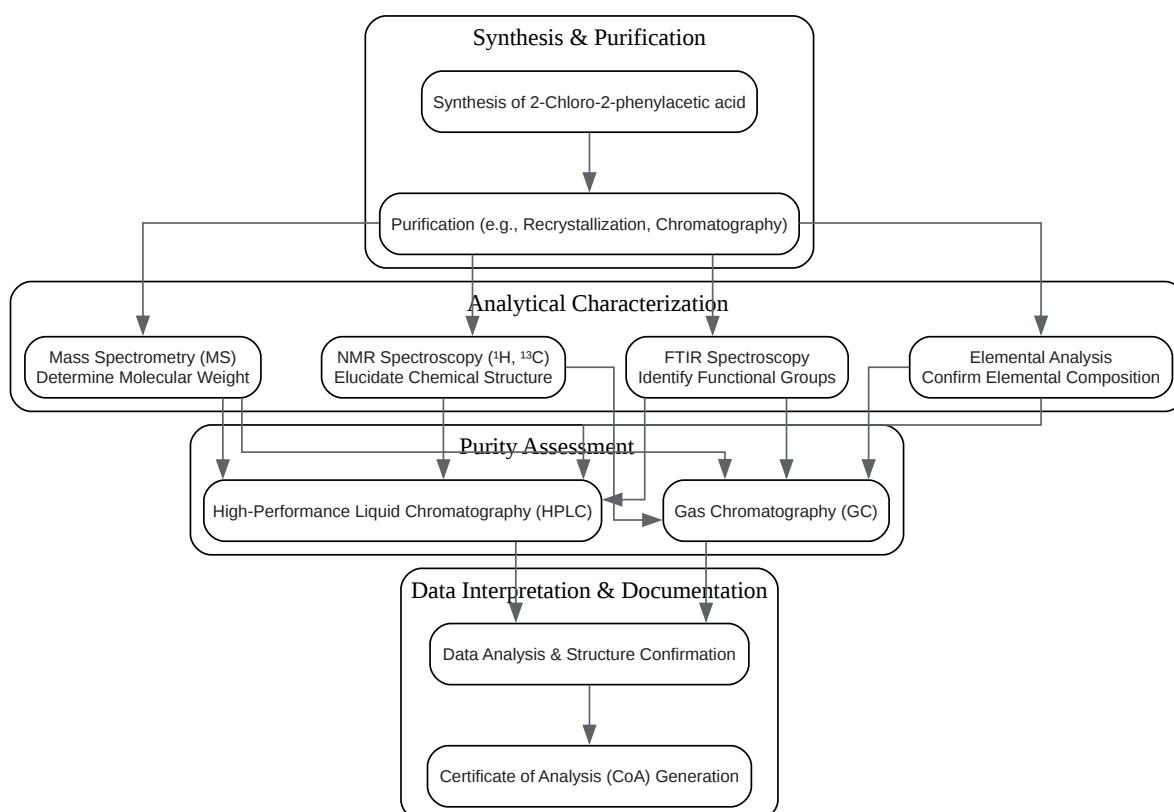 Synthesis & Purification
Synthesis of 2-Chloro-2-phenylacetic acid
Purification (e.g., Recrystallization, Chromatography)
Analytical Characterization
Mass Spectrometry (MS)
Determine Molecular Weight
NMR Spectroscopy (¹H, ¹³C)
Elucidate Chemical Structure
FTIR Spectroscopy
Identify Functional Groups
Elemental Analysis
Confirm Elemental Composition
Purity Assessment
High-Performance Liquid Chromatography (HPLC)
Gas Chromatography (GC)
Data Interpretation & Documentation
Data Analysis & Structure Confirmation
Certificate of Analysis (CoA) Generation